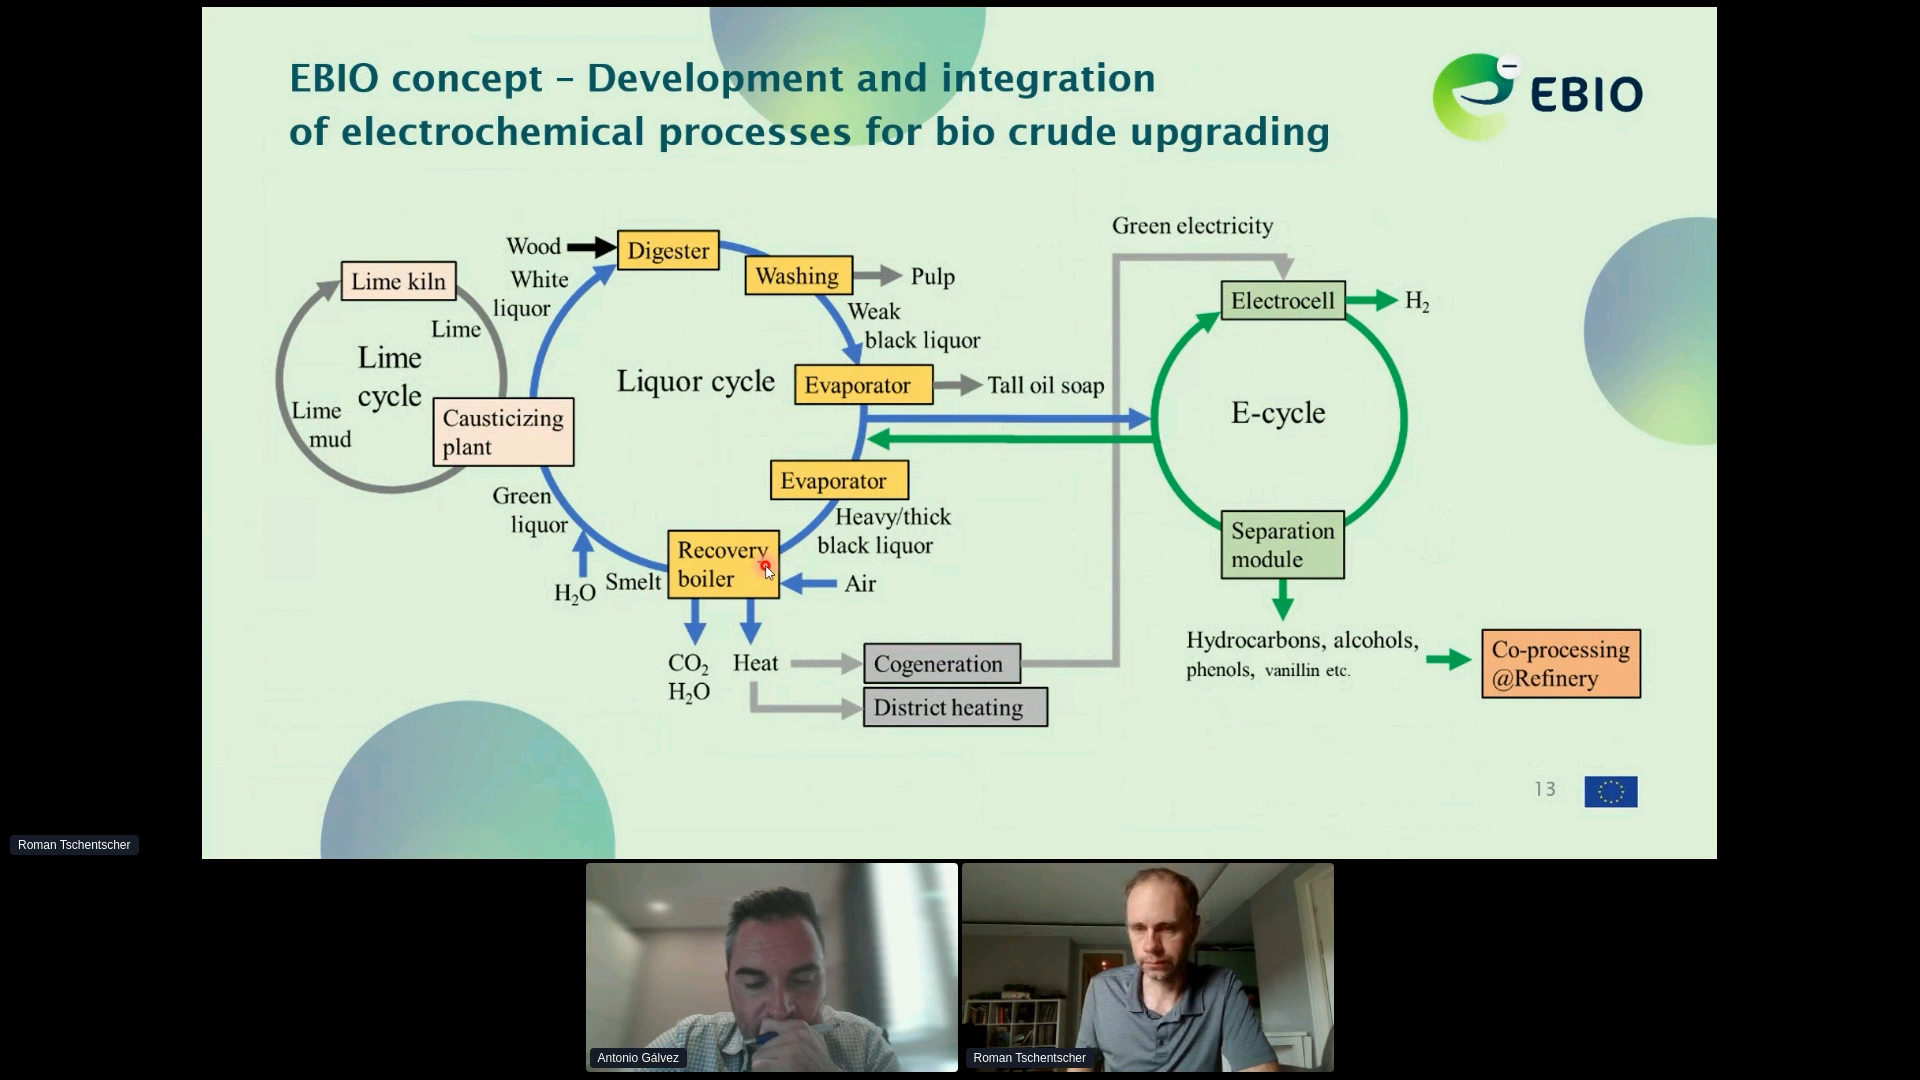 EBIO concept – Development and integration
of electrochemical processes for bio crude upgrading
EBIO
Green electricity
Wood
Digester
Washing
Pulp
Lime kiln
White
liquor
Lime
Weak
black liquor
Electrocell
H₂
Lime
cycle
Liquor cycle
Evaporator
Tall oil soap
E-cycle
Lime
mud
Causticizing
plant
Evaporator
Green
liquor
Heavy/thick
black liquor
Separation
module
Recovery
boiler
Air
H₂O
Smelt
CO₂
H₂O
Heat
Cogeneration
District heating
Hydrocarbons, alcohols,
phenols, vanillin etc.
Co-processing
@Refinery
13
Roman Tschentscher
Antonio Gálvez
Roman Tschentscher